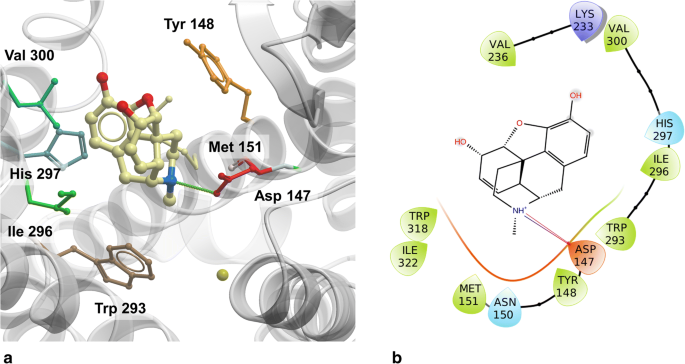 Tyr 148
Val 300
Met 151
His 297
Asp 147
Ile 296
Trp 293
a
LYS
233
VAL
236
VAL
300
OH
O
HIS
297
HO
ILE
296
NH⁺
TRP
318
TRP
293
ILE
322
ASP
147
TYR
148
MET
151
ASN
150
b